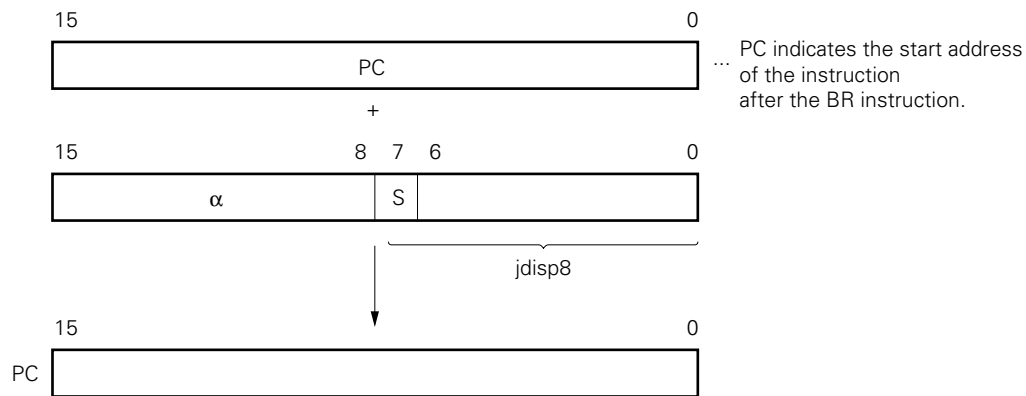 15 0
PC
... PC indicates the start address
of the instruction
after the BR instruction.
+
15 8 7 6 0
α S
jdisp8
15 0
PC